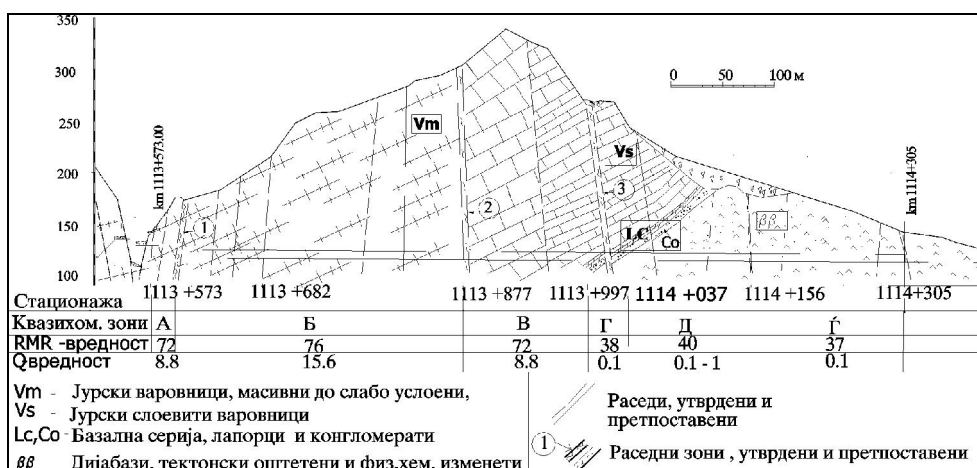 350
300
250
200
150
100
km 1113+573.00
Vm
0 50 100 м
Vs
km 1114+305
1
2
3
LC
Co
ββ
Стационажа 1113 +573 1113 +682 1113 +877 1113 +997 1114 +037 1114 +156 1114+305
Квазихом. зони А Б В Г Д Ѓ
RMR -вредност 72 76 72 38 40 37
Qвредност 8.8 15.6 8.8 0.1 0.1 - 1 0.1
Vm - Јурски варовници, масивни до слабо услоени,
Vs - Јурски слоевити варовници
Lc,Co - Базална серија, лапорци и конгломерати
ββ Дијабази, тектонски оштетени и физ.хем. изменети
Раседи, утврдени и
претпоставени
1 Раседни зони , утврдени и претпоставени